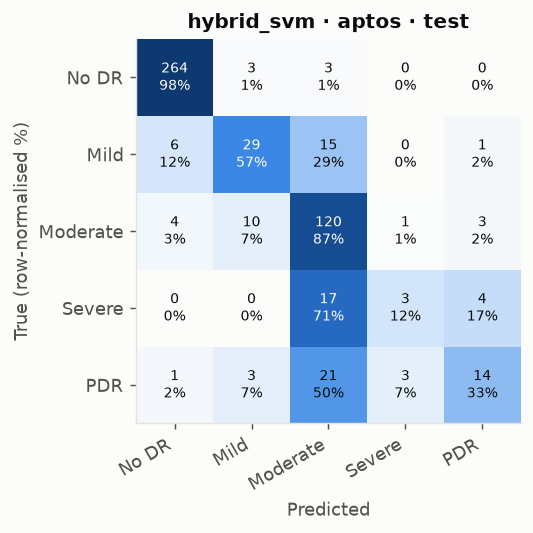 hybrid_svm · aptos · test
True (row-normalised %)
No DR
264 3 3 0 0
98% 1% 1% 0% 0%
Mild
6 29 15 0 1
12% 57% 29% 0% 2%
Moderate
4 10 120 1 3
3% 7% 87% 1% 2%
Severe
0 0 17 3 4
0% 0% 71% 12% 17%
PDR
1 3 21 3 14
2% 7% 50% 7% 33%
No DR Mild Moderate Severe PDR
Predicted